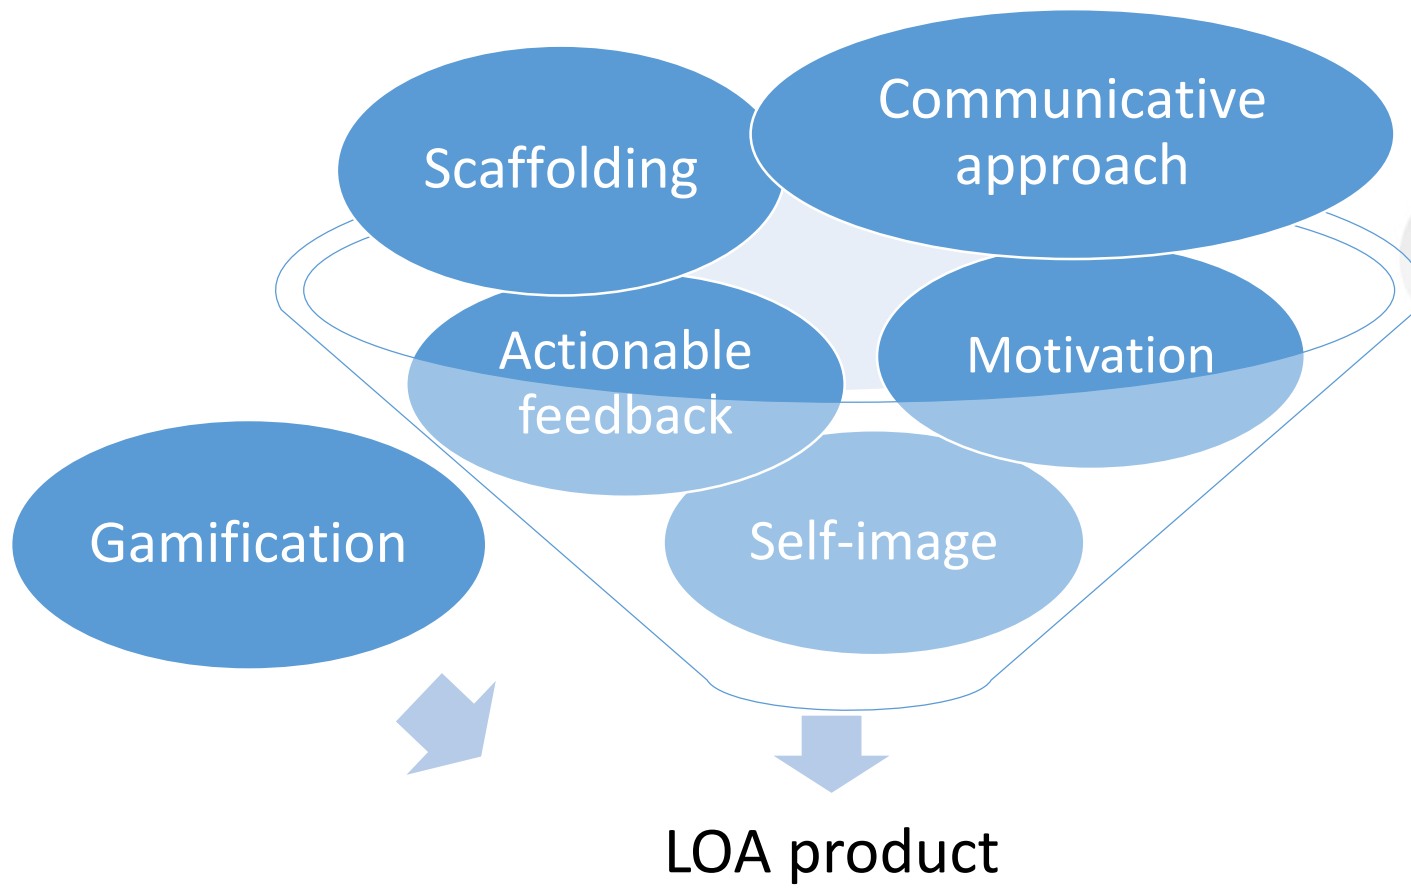 Scaffolding
Communicative
approach
Actionable
feedback
Motivation
Gamification
Self-image
LOA product